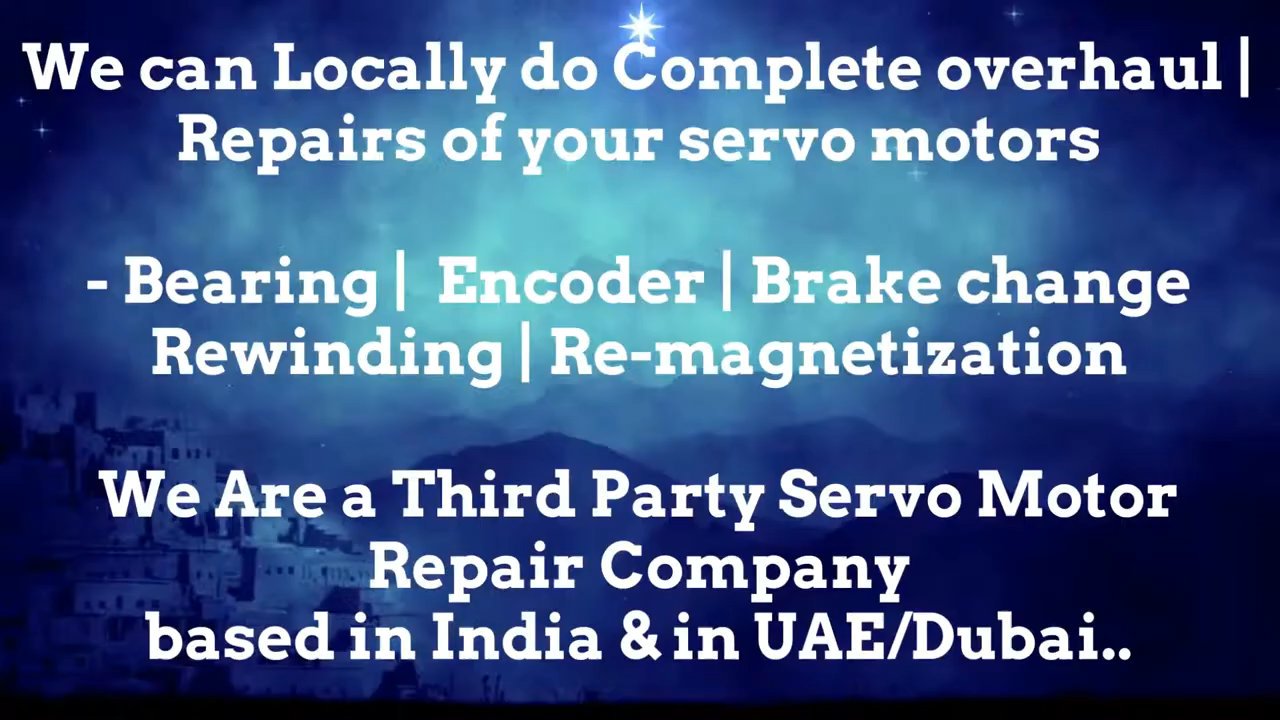 We can Locally do Complete overhaul |
Repairs of your servo motors
- Bearing | Encoder | Brake change
Rewinding | Re-magnetization
We Are a Third Party Servo Motor
Repair Company
based in India & in UAE/Dubai..